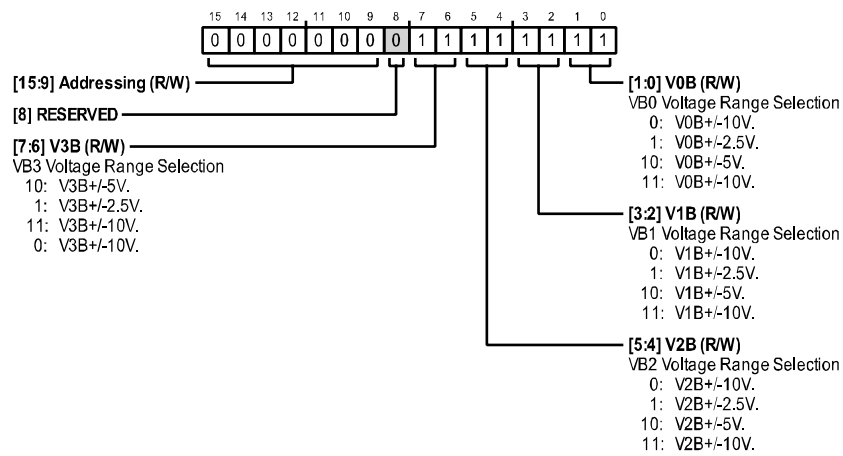 15 14 13 12 11 10 9 8 7 6 5 4 3 2 1 0
0 0 0 0 0 0 0 0 1 1 1 1 1 1 1 1
[15:9] Addressing (R/W)
[8] RESERVED
[7:6] V3B (R/W)
VB3 Voltage Range Selection
10: V3B+/-5V.
1: V3B+/-2.5V.
11: V3B+/-10V.
0: V3B+/-10V.
[1:0] V0B (R/W)
VB0 Voltage Range Selection
0: V0B+/-10V.
1: V0B+/-2.5V.
10: V0B+/-5V.
11: V0B+/-10V.
[3:2] V1B (R/W)
VB1 Voltage Range Selection
0: V1B+/-10V.
1: V1B+/-2.5V.
10: V1B+/-5V.
11: V1B+/-10V.
[5:4] V2B (R/W)
VB2 Voltage Range Selection
0: V2B+/-10V.
1: V2B+/-2.5V.
10: V2B+/-5V.
11: V2B+/-10V.